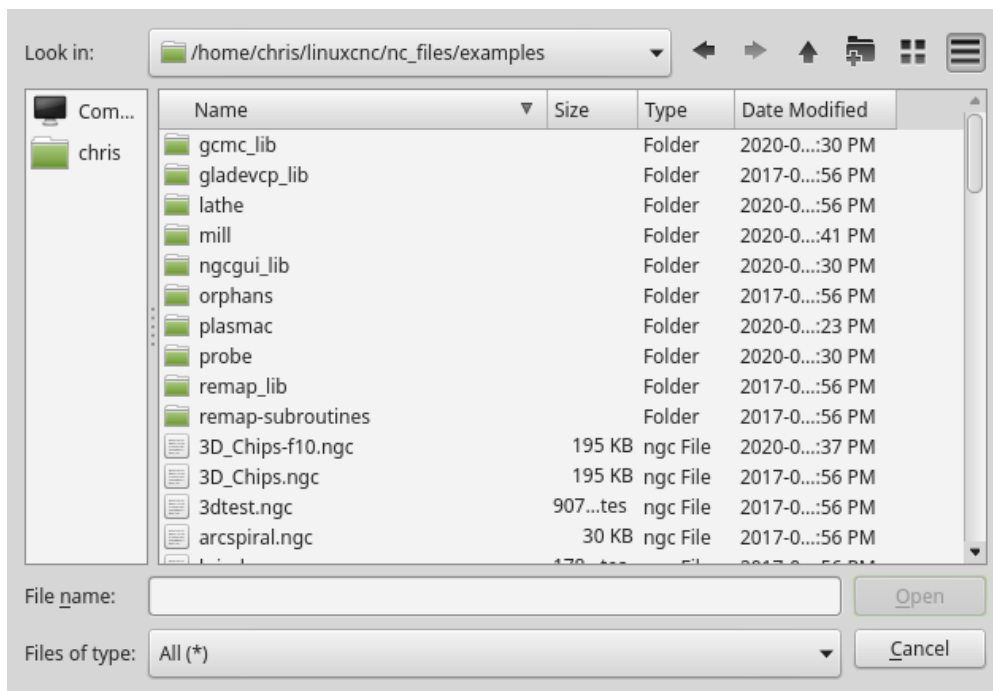 Look in: /home/chris/linuxcnc/nc_files/examples
Com...
chris
Name Size Type Date Modified
gcmc_lib Folder 2020-0...:30 PM
gladevcp_lib Folder 2017-0...:56 PM
lathe Folder 2020-0...:56 PM
mill Folder 2020-0...:41 PM
ngcgui_lib Folder 2020-0...:30 PM
orphans Folder 2017-0...:56 PM
plasmac Folder 2020-0...:23 PM
probe Folder 2020-0...:30 PM
remap_lib Folder 2017-0...:56 PM
remap-subroutines Folder 2017-0...:56 PM
3D_Chips-f10.ngc 195 KB ngc File 2020-0...:37 PM
3D_Chips.ngc 195 KB ngc File 2017-0...:56 PM
3dtest.ngc 907...tes ngc File 2017-0...:56 PM
arcspiral.ngc 30 KB ngc File 2017-0...:56 PM
File name: Open
Files of type: All (*) Cancel